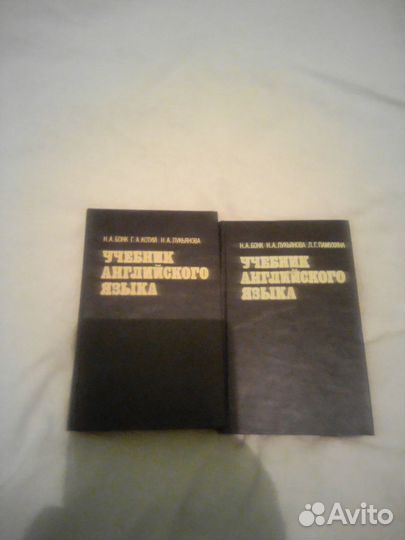 Н.А.БОНК Г.А.КОТИЙ Н.А.ЛУКЬЯНОВА
УЧЕБНИК
АНГЛИЙСКОГО
ЯЗЫКА
Н.А.БОНК·Н.А.ЛУКЬЯНОВА·Л.Г.ПАМУХИНА
УЧЕБНИК
АНГЛИЙСКОГО
ЯЗЫКА
Avito